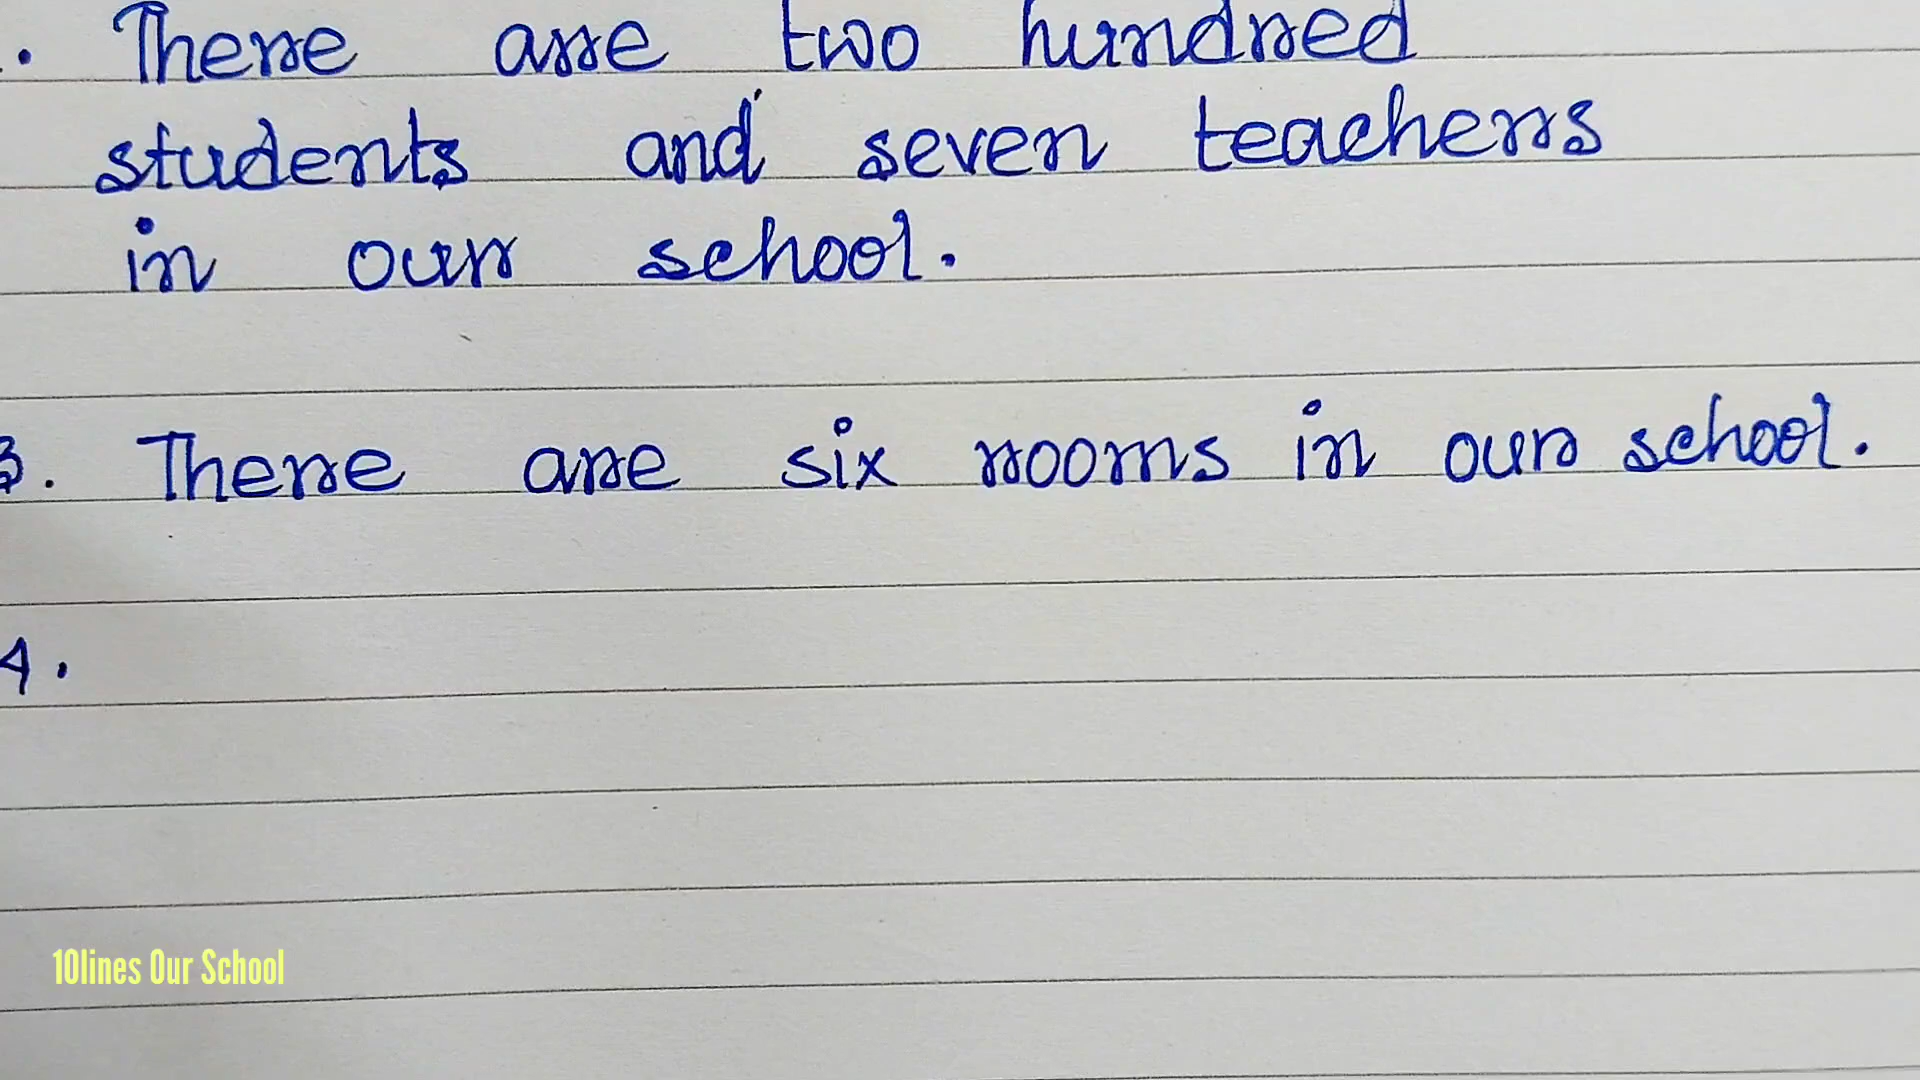 . There are two hundred
students and seven teachers
in our school.
3. There are six rooms in our school.
4.
10lines Our School